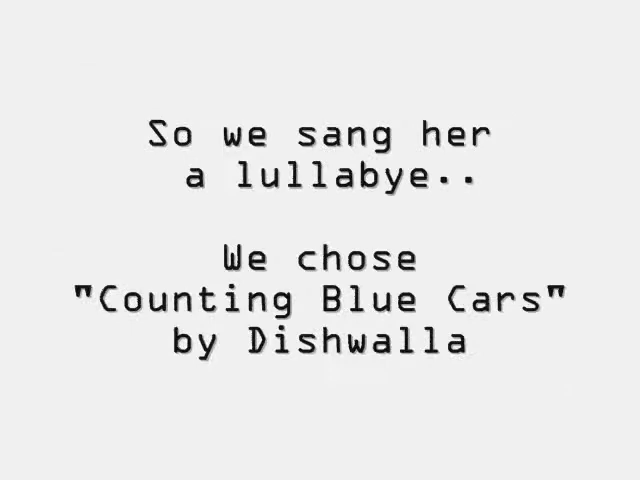 So we sang her
a lullabye..
We chose
"Counting Blue Cars"
by Dishwalla